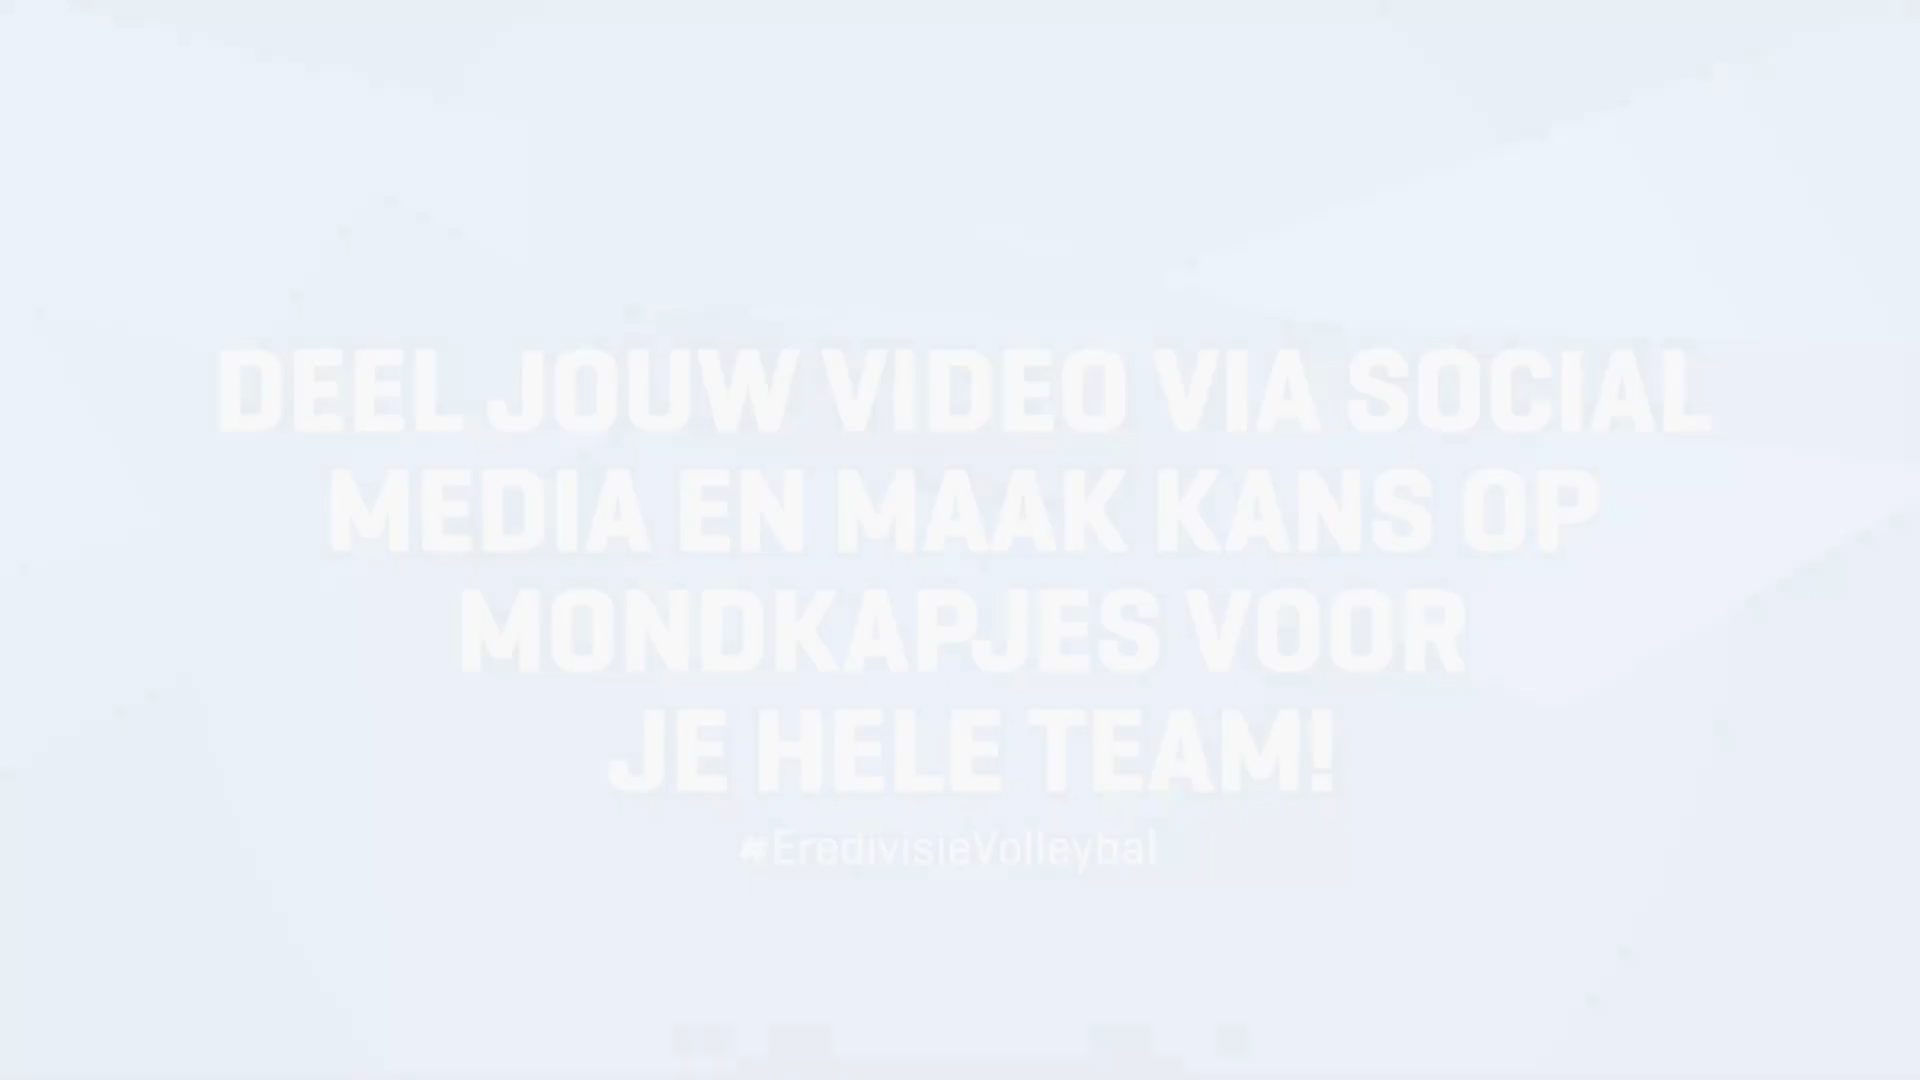 DEEL JOUW VIDEO VIA SOCIAL
MEDIA EN MAAK KANS OP
MONDKAPJES VOOR
JE HELE TEAM!
#EredivisieVolleybal